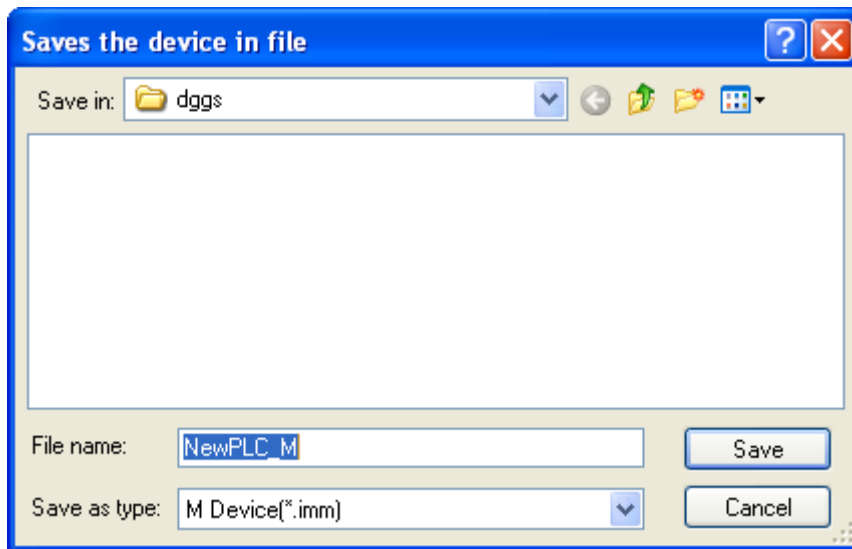 Saves the device in file
Save in: dggs
File name: NewPLC_M Save
Save as type: M Device(*.imm) Cancel